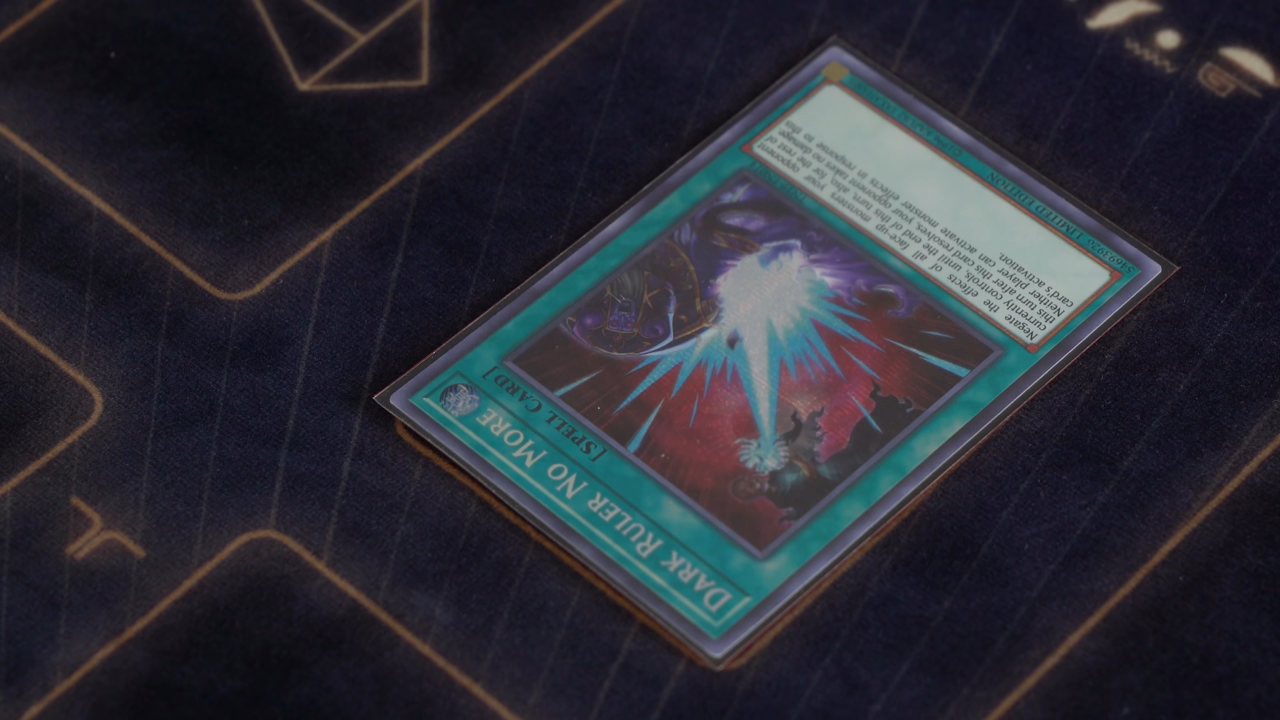 DARK RULER NO MORE
[SPELL CARD]
Negate the effects of all face-up monsters your opponent
currently controls, until the end of this turn, also, for the rest of
this turn after this card resolves, your opponent takes no damage.
Neither player can activate monster effects in response to this
card's activation.
54693926 LIMITED EDITION